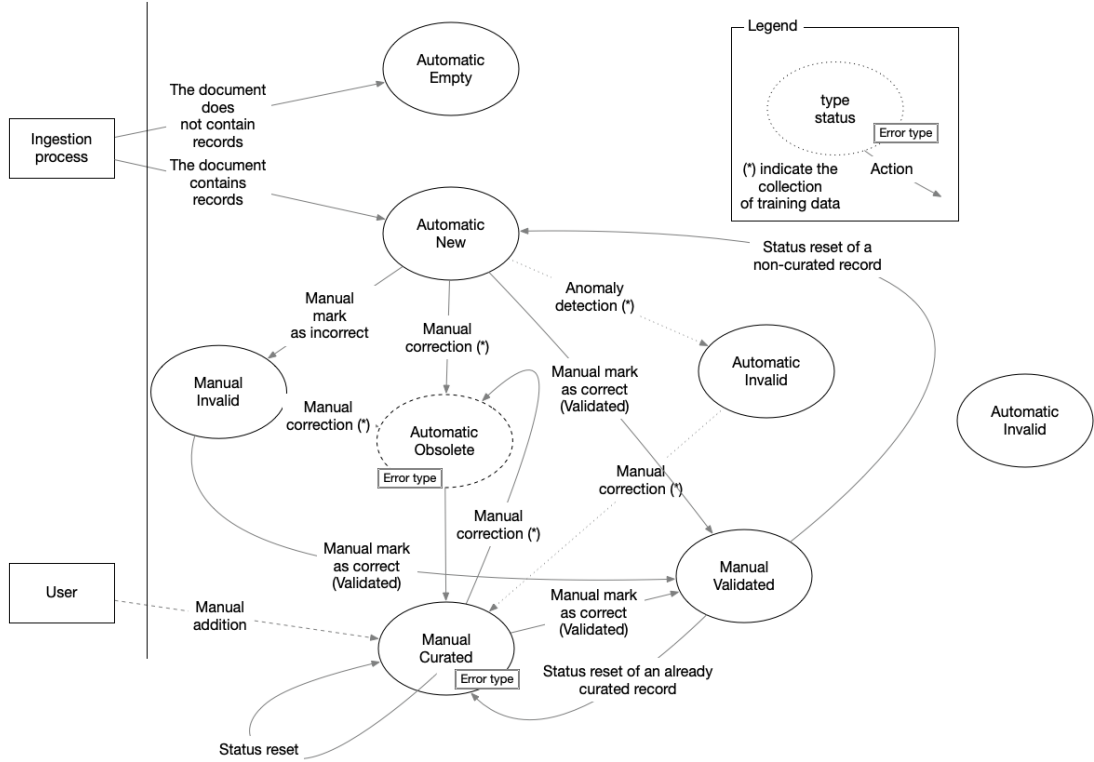 Legend
Automatic
Empty
type
status
Error type
(*) indicate the
collection
of training data
Action
The document
does
not contain
records
Ingestion
process
The document
contains
records
Automatic
New
Status reset of a
non-curated record
Manual
mark
as incorrect
Anomaly
detection (*)
Manual
correction (*)
Manual mark
as correct
(Validated)
Automatic
Invalid
Manual
Invalid
Manual
correction (*)
Automatic
Obsolete
Error type
Automatic
Invalid
Manual
correction (*)
Manual
correction (*)
Manual mark
as correct
(Validated)
Manual
Validated
User
Manual
addition
Manual mark
as correct
(Validated)
Manual
Curated
Error type
Status reset of an already
curated record
Status reset